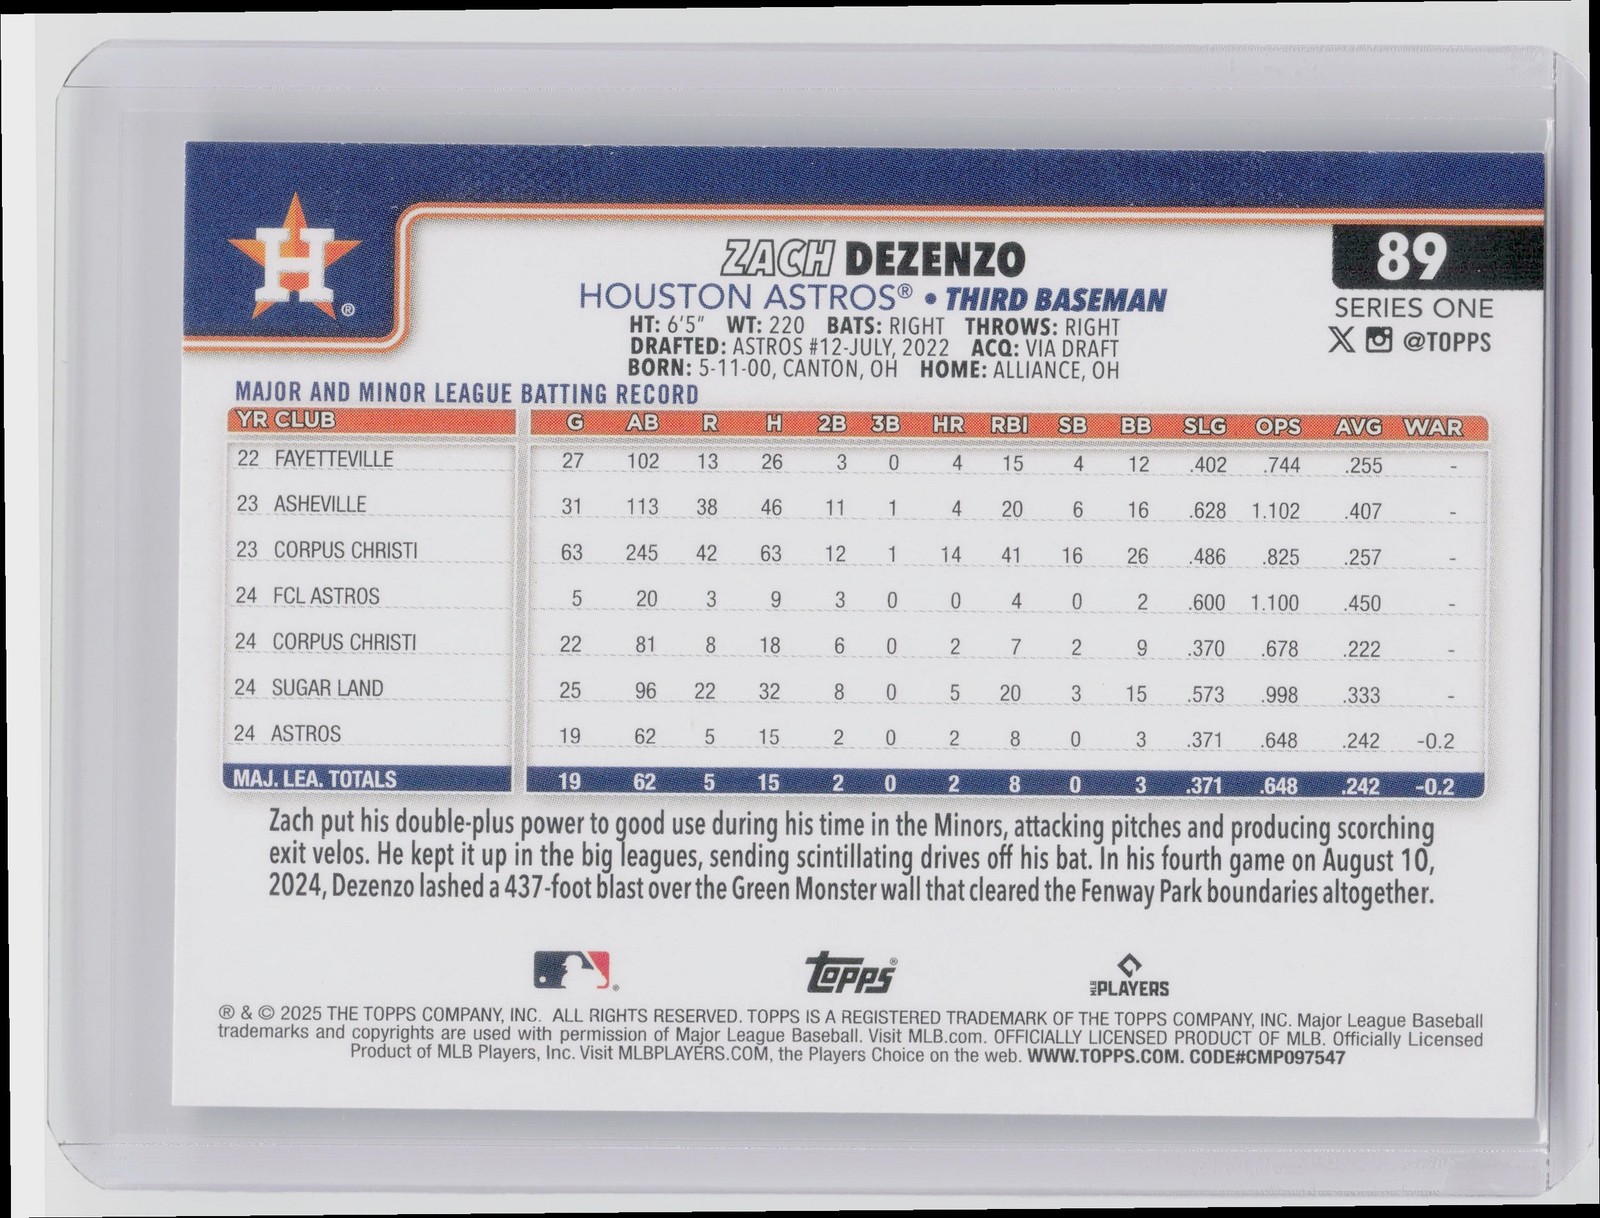 H ®
ZACH DEZENZO
89
HOUSTON ASTROS® • THIRD BASEMAN
SERIES ONE
HT: 6'5" WT: 220 BATS: RIGHT THROWS: RIGHT
@TOPPS
DRAFTED: ASTROS #12-JULY, 2022 ACQ: VIA DRAFT
BORN: 5-11-00, CANTON, OH HOME: ALLIANCE, OH
MAJOR AND MINOR LEAGUE BATTING RECORD
YR CLUB G AB R H 2B 3B HR RBI SB BB SLG OPS AVG WAR
22 FAYETTEVILLE 27 102 13 26 3 0 4 15 4 12 .402 .744 .255 -
23 ASHEVILLE 31 113 38 46 11 1 4 20 6 16 .628 1.102 .407 -
23 CORPUS CHRISTI 63 245 42 63 12 1 14 41 16 26 .486 .825 .257 -
24 FCL ASTROS 5 20 3 9 3 0 0 4 0 2 .600 1.100 .450 -
24 CORPUS CHRISTI 22 81 8 18 6 0 2 7 2 9 .370 .678 .222 -
24 SUGAR LAND 25 96 22 32 8 0 5 20 3 15 .573 .998 .333 -
24 ASTROS 19 62 5 15 2 0 2 8 0 3 .371 .648 .242 -0.2
MAJ. LEA. TOTALS 19 62 5 15 2 0 2 8 0 3 .371 .648 .242 -0.2
Zach put his double-plus power to good use during his time in the Minors, attacking pitches and producing scorching
exit velos. He kept it up in the big leagues, sending scintillating drives off his bat. In his fourth game on August 10,
2024, Dezenzo lashed a 437-foot blast over the Green Monster wall that cleared the Fenway Park boundaries altogether.
Topps® MLB PLAYERS
® & © 2025 THE TOPPS COMPANY, INC. ALL RIGHTS RESERVED. TOPPS IS A REGISTERED TRADEMARK OF THE TOPPS COMPANY, INC. Major League Baseball
trademarks and copyrights are used with permission of Major League Baseball. Visit MLB.com. OFFICIALLY LICENSED PRODUCT OF MLB. Officially Licensed
Product of MLB Players, Inc. Visit MLBPLAYERS.COM, the Players Choice on the web. WWW.TOPPS.COM. CODE#CMP097547